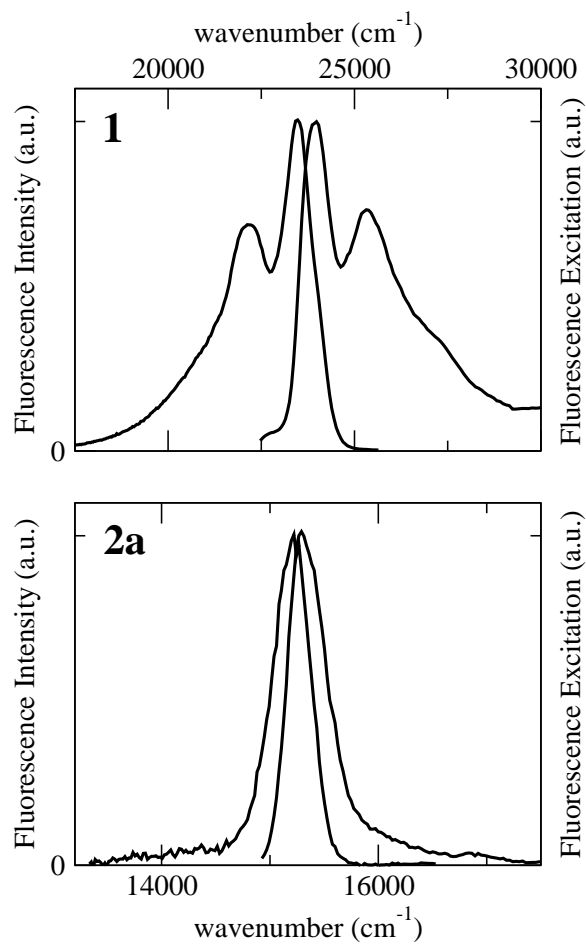 wavenumber (cm⁻¹)
20000 25000 30000
1
Fluorescence Intensity (a.u.)
Fluorescence Excitation (a.u.)
0
2a
Fluorescence Intensity (a.u.)
Fluorescence Excitation (a.u.)
0
14000 16000
wavenumber (cm⁻¹)